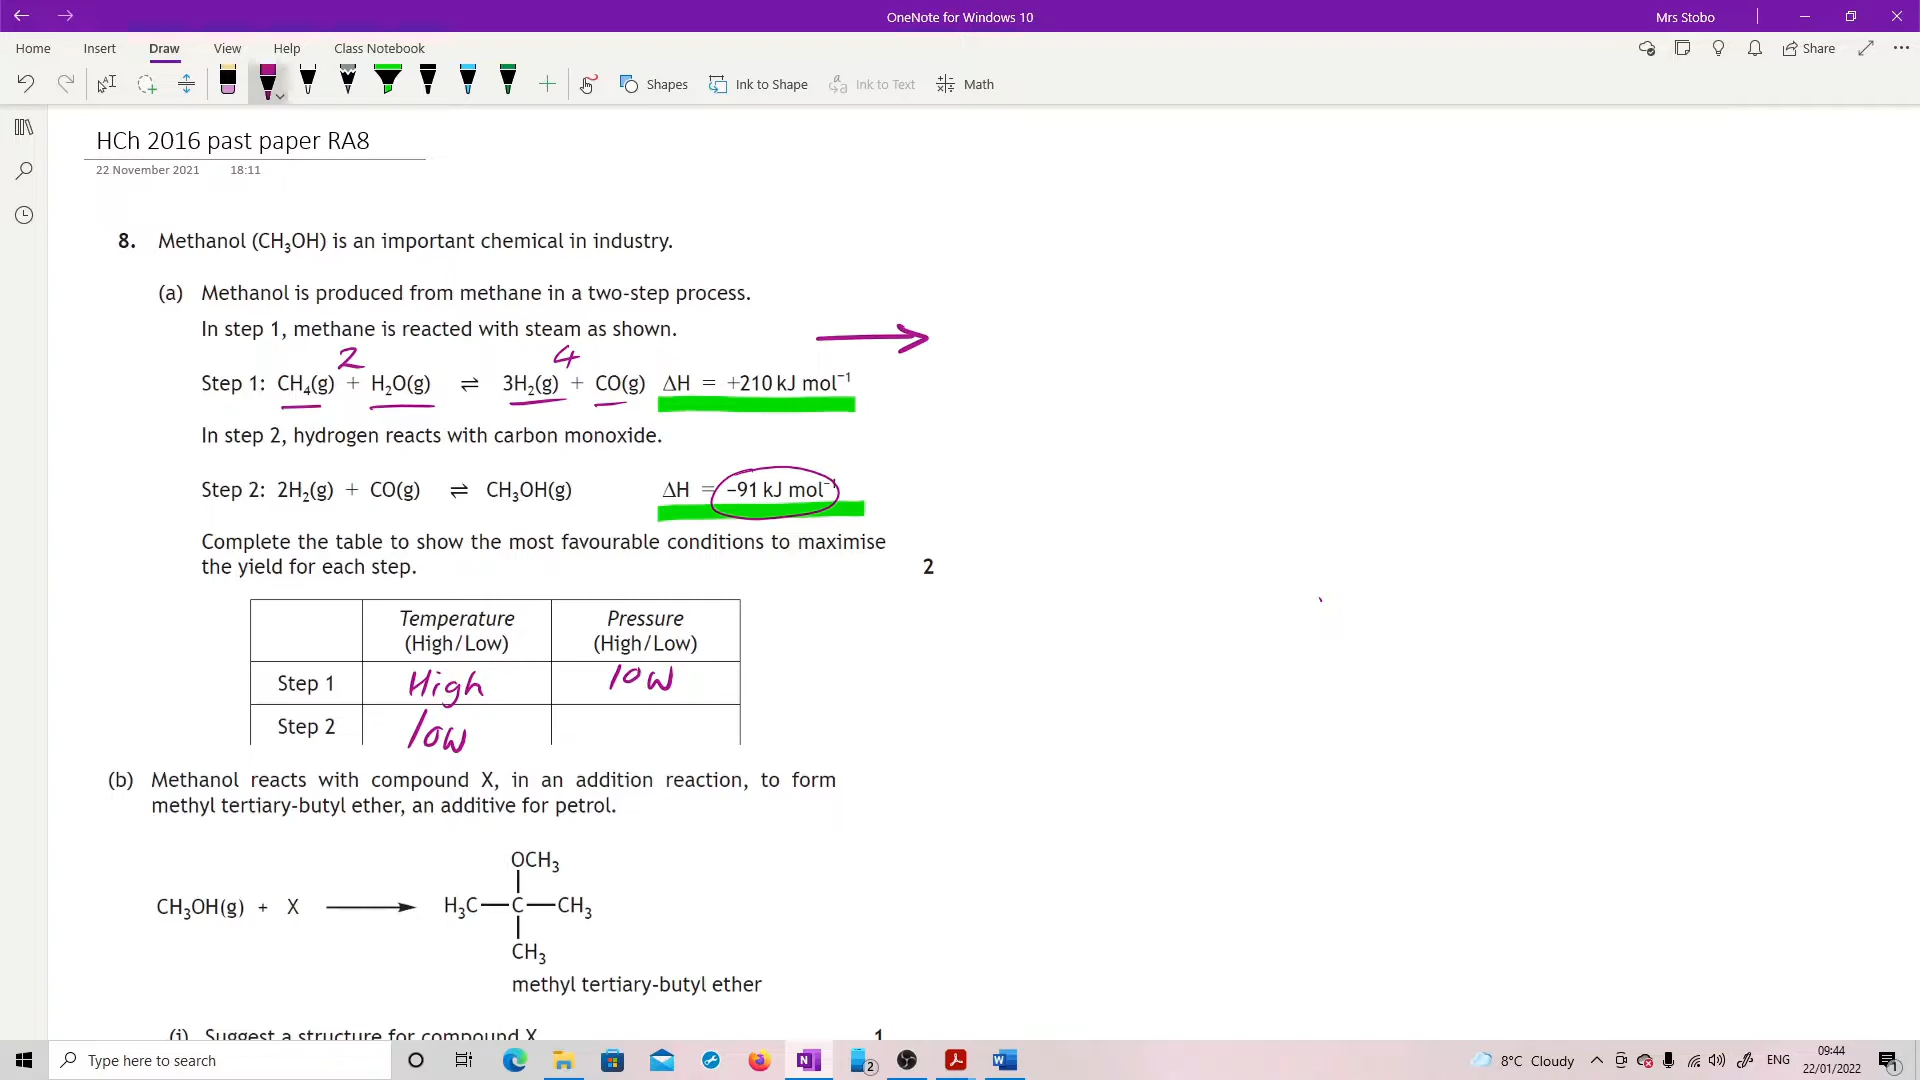 OneNote for Windows 10
Mrs Stobo
Home Insert Draw View Help Class Notebook
Share
Shapes Ink to Shape Ink to Text Math
HCh 2016 past paper RA8
22 November 2021 18:11
8. Methanol (CH₃OH) is an important chemical in industry.
(a) Methanol is produced from methane in a two-step process.
In step 1, methane is reacted with steam as shown.
2 4
Step 1: CH₄(g) + H₂O(g) ⇌ 3H₂(g) + CO(g) ΔH = +210 kJ mol⁻¹
In step 2, hydrogen reacts with carbon monoxide.
Step 2: 2H₂(g) + CO(g) ⇌ CH₃OH(g) ΔH = −91 kJ mol⁻¹
Complete the table to show the most favourable conditions to maximise
the yield for each step. 2
Temperature Pressure
(High/Low) (High/Low)
Step 1 High low
Step 2 low
(b) Methanol reacts with compound X, in an addition reaction, to form
methyl tertiary-butyl ether, an additive for petrol.
OCH₃
CH₃OH(g) + X ⟶ H₃C—C—CH₃
CH₃
methyl tertiary-butyl ether
(i) Suggest a structure for compound X. 1
Type here to search
2
8°C Cloudy
ENG
09:44
22/01/2022
1